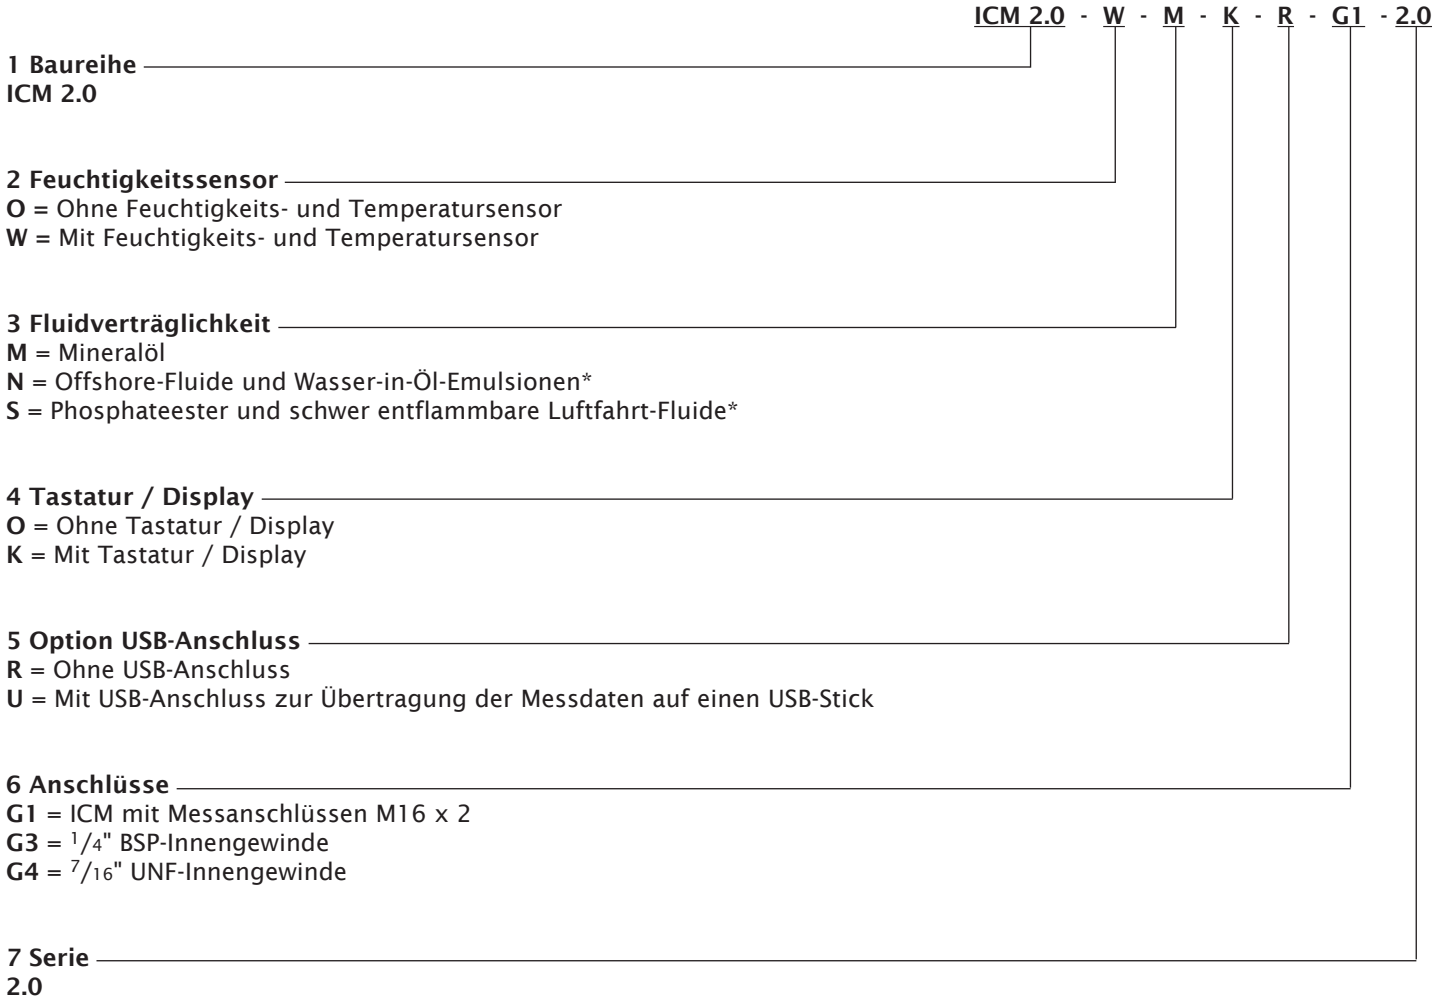 ICM 2.0 - W - M - K - R - G1 - 2.0
1 Baureihe
ICM 2.0
2 Feuchtigkeitssensor
O = Ohne Feuchtigkeits- und Temperatursensor
W = Mit Feuchtigkeits- und Temperatursensor
3 Fluidverträglichkeit
M = Mineralöl
N = Offshore-Fluide und Wasser-in-Öl-Emulsionen*
S = Phosphateester und schwer entflammbare Luftfahrt-Fluide*
4 Tastatur / Display
O = Ohne Tastatur / Display
K = Mit Tastatur / Display
5 Option USB-Anschluss
R = Ohne USB-Anschluss
U = Mit USB-Anschluss zur Übertragung der Messdaten auf einen USB-Stick
6 Anschlüsse
G1 = ICM mit Messanschlüssen M16 x 2
G3 = 1/4" BSP-Innengewinde
G4 = 7/16" UNF-Innengewinde
7 Serie
2.0